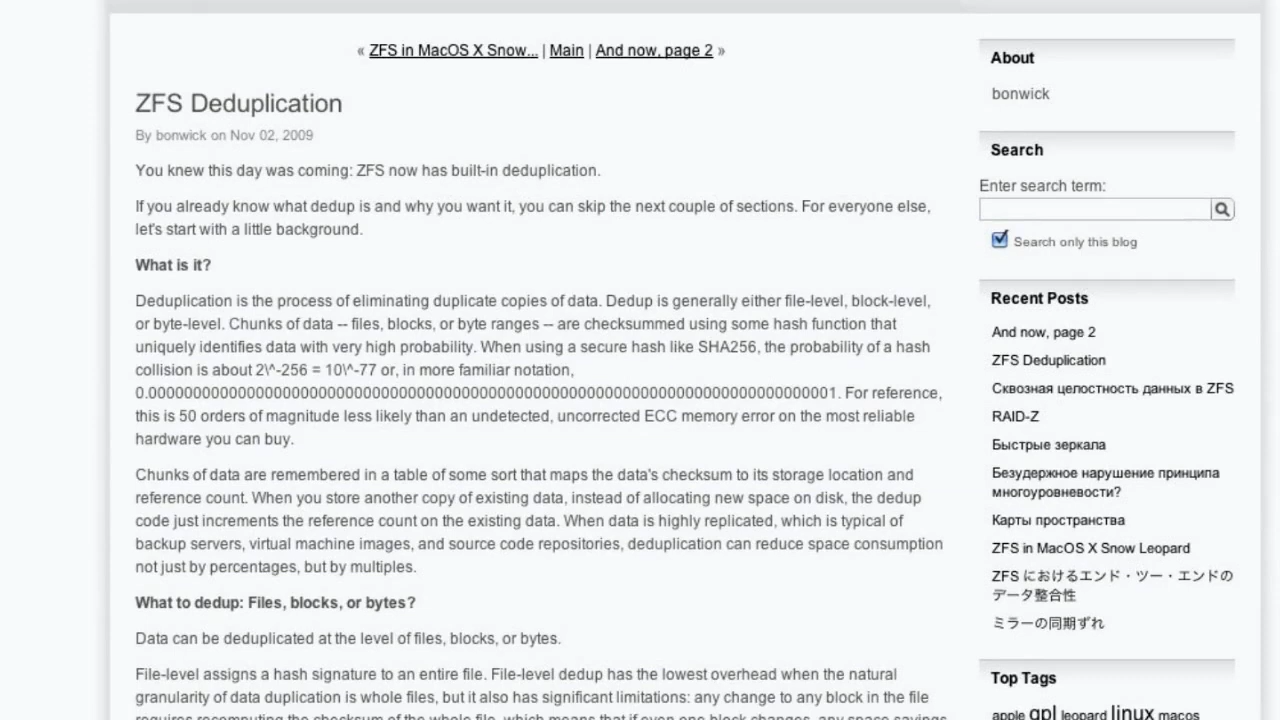 « ZFS in MacOS X Snow... | Main | And now, page 2 »
ZFS Deduplication
By bonwick on Nov 02, 2009
You knew this day was coming: ZFS now has built-in deduplication.
If you already know what dedup is and why you want it, you can skip the next couple of sections. For everyone else,
let's start with a little background.
What is it?
Deduplication is the process of eliminating duplicate copies of data. Dedup is generally either file-level, block-level,
or byte-level. Chunks of data -- files, blocks, or byte ranges -- are checksummed using some hash function that
uniquely identifies data with very high probability. When using a secure hash like SHA256, the probability of a hash
collision is about 2\^-256 = 10\^-77 or, in more familiar notation,
0.00000000000000000000000000000000000000000000000000000000000000000000000000001. For reference,
this is 50 orders of magnitude less likely than an undetected, uncorrected ECC memory error on the most reliable
hardware you can buy.
Chunks of data are remembered in a table of some sort that maps the data's checksum to its storage location and
reference count. When you store another copy of existing data, instead of allocating new space on disk, the dedup
code just increments the reference count on the existing data. When data is highly replicated, which is typical of
backup servers, virtual machine images, and source code repositories, deduplication can reduce space consumption
not just by percentages, but by multiples.
What to dedup: Files, blocks, or bytes?
Data can be deduplicated at the level of files, blocks, or bytes.
File-level assigns a hash signature to an entire file. File-level dedup has the lowest overhead when the natural
granularity of data duplication is whole files, but it also has significant limitations: any change to any block in the file
requires recomputing the checksum of the whole file, which means that if even one block changes, any space savings
About
bonwick
Search
Enter search term:
Search only this blog
Recent Posts
And now, page 2
ZFS Deduplication
Сквозная целостность данных в ZFS
RAID-Z
Быстрые зеркала
Безудержное нарушение принципа
многоуровневости?
Карты пространства
ZFS in MacOS X Snow Leopard
ZFS におけるエンド・ツー・エンドの
データ整合性
ミラーの同期ずれ
Top Tags
apple gpl leopard linux macos